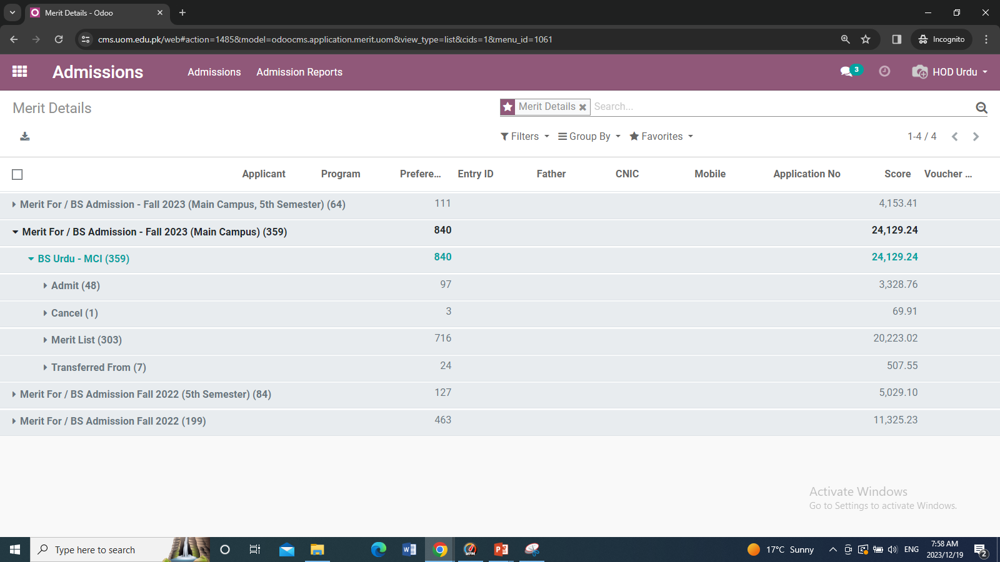 Merit Details - Odoo
cms.uom.edu.pk/web#action=1485&model=odoocms.application.merit.uom&view_type=list&cids=1&menu_id=1061
Incognito
Admissions Admissions Admission Reports 3 HOD Urdu
Merit Details
Merit Details Search...
Filters Group By Favorites 1-4 / 4
Applicant Program Prefere... Entry ID Father CNIC Mobile Application No Score Voucher ...
Merit For / BS Admission - Fall 2023 (Main Campus, 5th Semester) (64) 111 4,153.41
Merit For / BS Admission - Fall 2023 (Main Campus) (359) 840 24,129.24
BS Urdu - MCI (359) 840 24,129.24
Admit (48) 97 3,328.76
Cancel (1) 3 69.91
Merit List (303) 716 20,223.02
Transferred From (7) 24 507.55
Merit For / BS Admission Fall 2022 (5th Semester) (84) 127 5,029.10
Merit For / BS Admission Fall 2022 (199) 463 11,325.23
Activate Windows
Go to Settings to activate Windows.
Type here to search
17°C Sunny
ENG
7:58 AM
2023/12/19
2